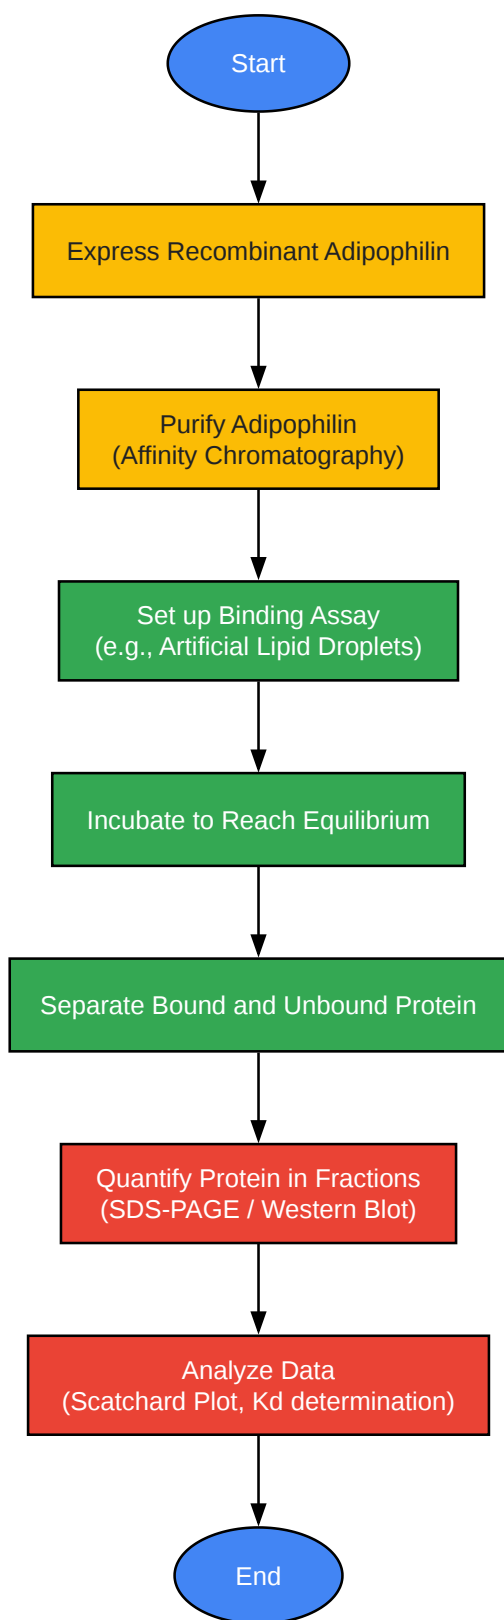 Start
Express Recombinant Adipophilin
Purify Adipophilin
(Affinity Chromatography)
Set up Binding Assay
(e.g., Artificial Lipid Droplets)
Incubate to Reach Equilibrium
Separate Bound and Unbound Protein
Quantify Protein in Fractions
(SDS-PAGE / Western Blot)
Analyze Data
(Scatchard Plot, Kd determination)
End